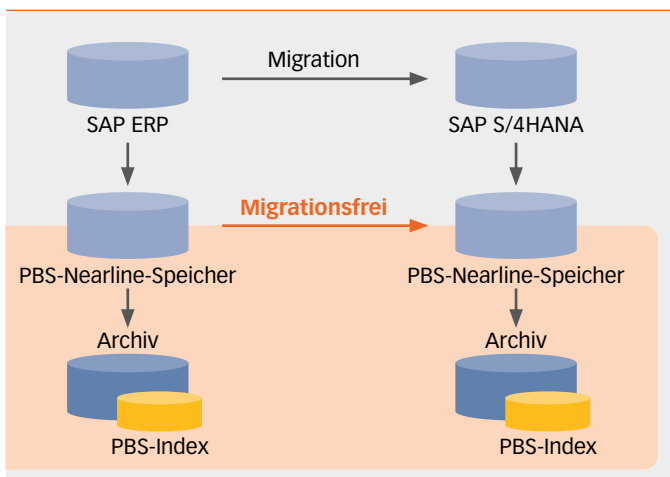 Migration
SAP ERP
SAP S/4HANA
Migrationsfrei
PBS-Nearline-Speicher
PBS-Nearline-Speicher
Archiv
Archiv
PBS-Index
PBS-Index